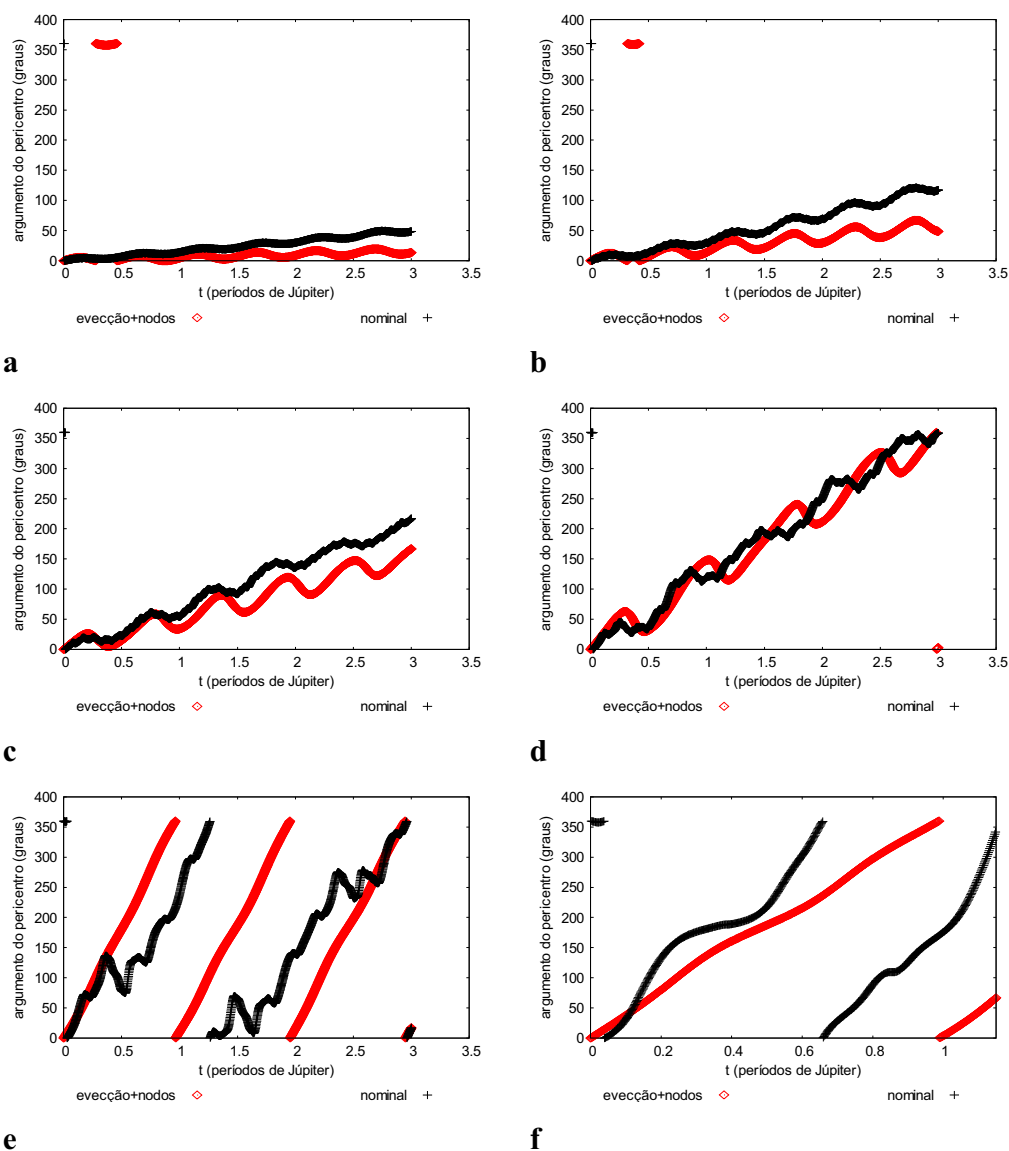 400
350
300
250
200
150
100
50
0
argumento do pericentro (graus)
0 0.5 1 1.5 2 2.5 3 3.5
t (períodos de Júpiter)
evecção+nodos nominal
a
400
350
300
250
200
150
100
50
0
argumento do pericentro (graus)
0 0.5 1 1.5 2 2.5 3 3.5
t (períodos de Júpiter)
evecção+nodos nominal
b
400
350
300
250
200
150
100
50
0
argumento do pericentro (graus)
0 0.5 1 1.5 2 2.5 3 3.5
t (períodos de Júpiter)
evecção+nodos nominal
c
400
350
300
250
200
150
100
50
0
argumento do pericentro (graus)
0 0.5 1 1.5 2 2.5 3 3.5
t (períodos de Júpiter)
evecção+nodos nominal
d
400
350
300
250
200
150
100
50
0
argumento do pericentro (graus)
0 0.5 1 1.5 2 2.5 3 3.5
t (períodos de Júpiter)
evecção+nodos nominal
e
400
350
300
250
200
150
100
50
0
argumento do pericentro (graus)
0 0.2 0.4 0.6 0.8 1
t (períodos de Júpiter)
evecção+nodos nominal
f